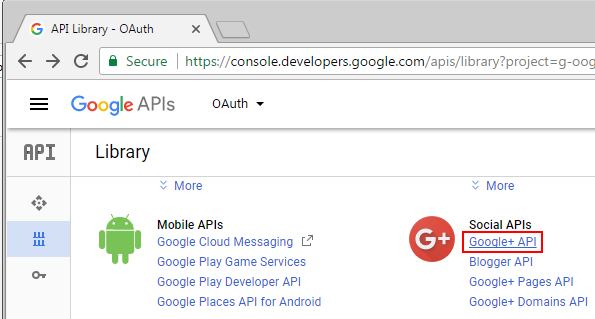 API Library - OAuth
Secure https://console.developers.google.com/apis/library?project=g-oog
Google APIs OAuth
API Library
More More
Mobile APIs
Google Cloud Messaging
Google Play Game Services
Google Play Developer API
Google Places API for Android
G+
Social APIs
Google+ API
Blogger API
Google+ Pages API
Google+ Domains API